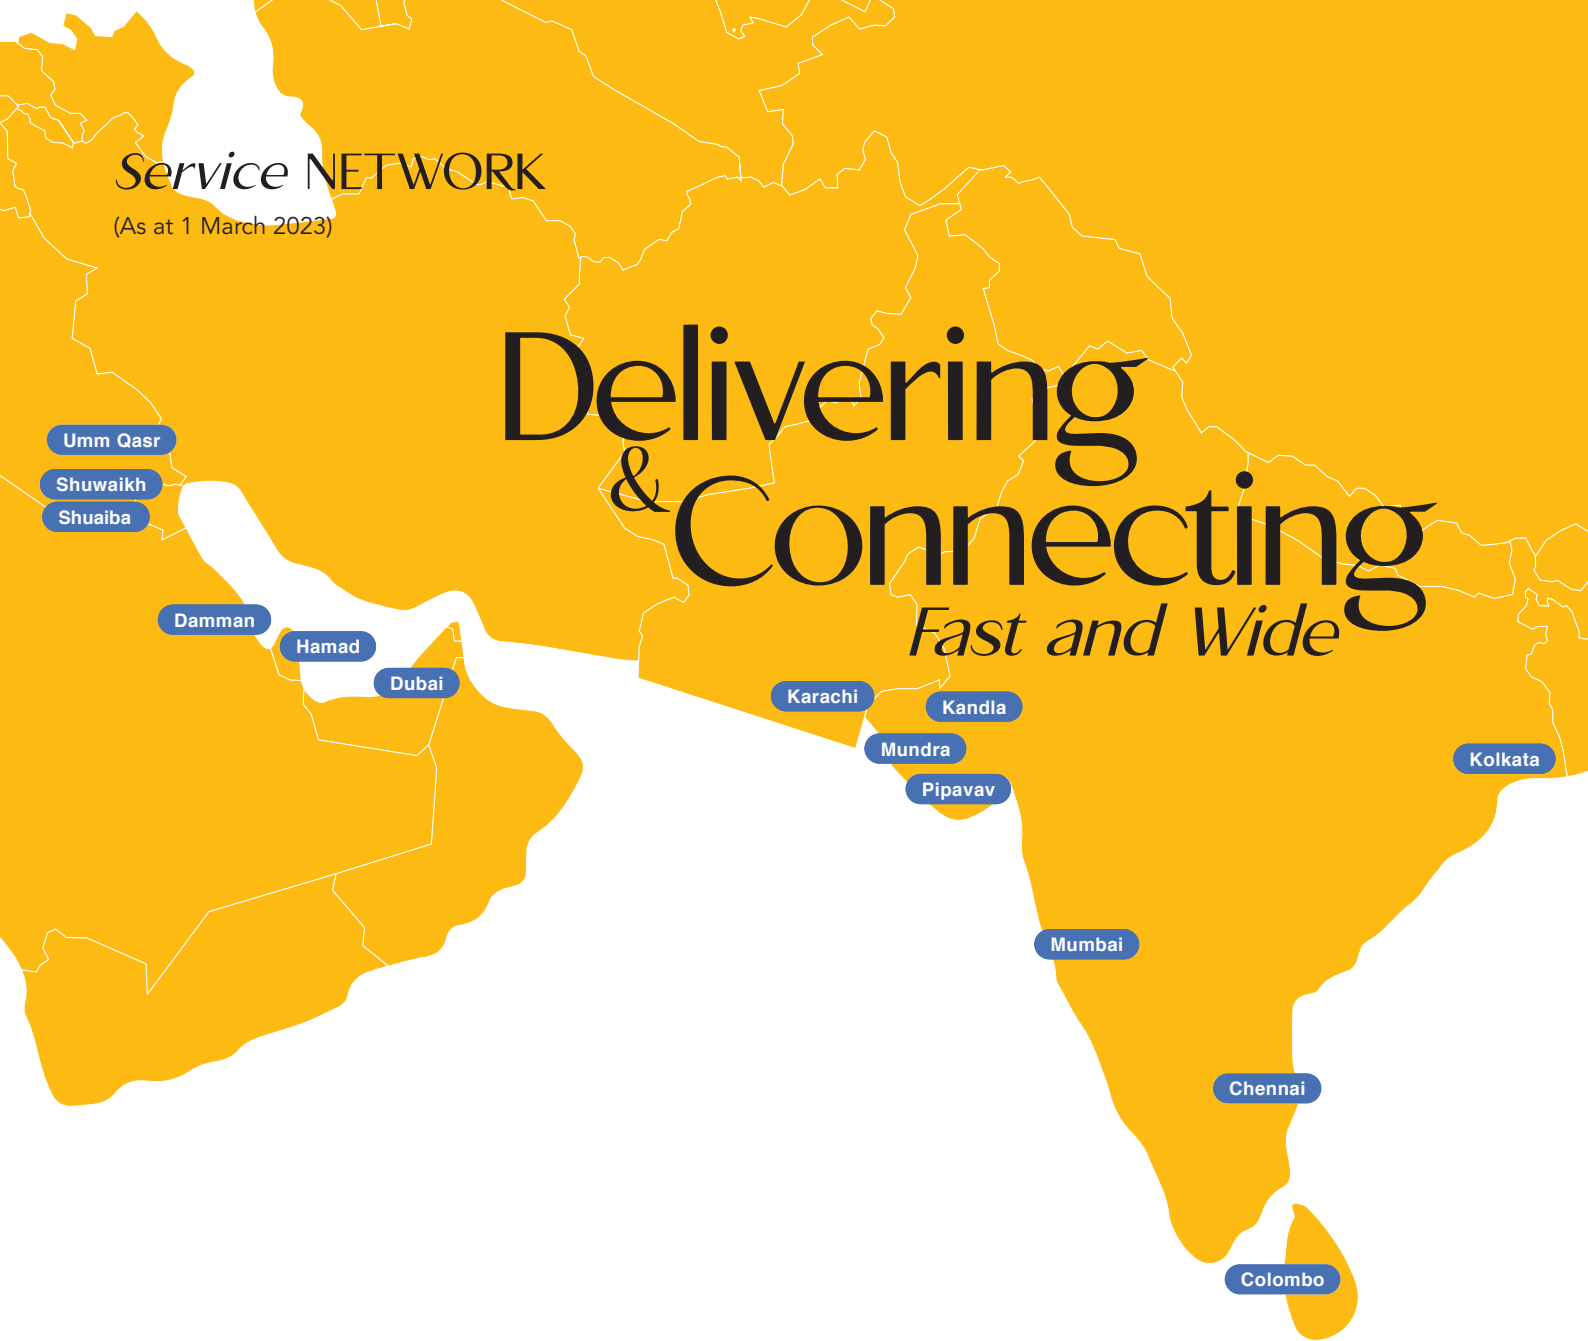 Service NETWORK
(As at 1 March 2023)
Delivering
& Connecting
Fast and Wide
Umm Qasr
Shuwaikh
Shuaiba
Damman
Hamad
Dubai
Karachi
Kandla
Mundra
Pipavav
Kolkata
Mumbai
Chennai
Colombo